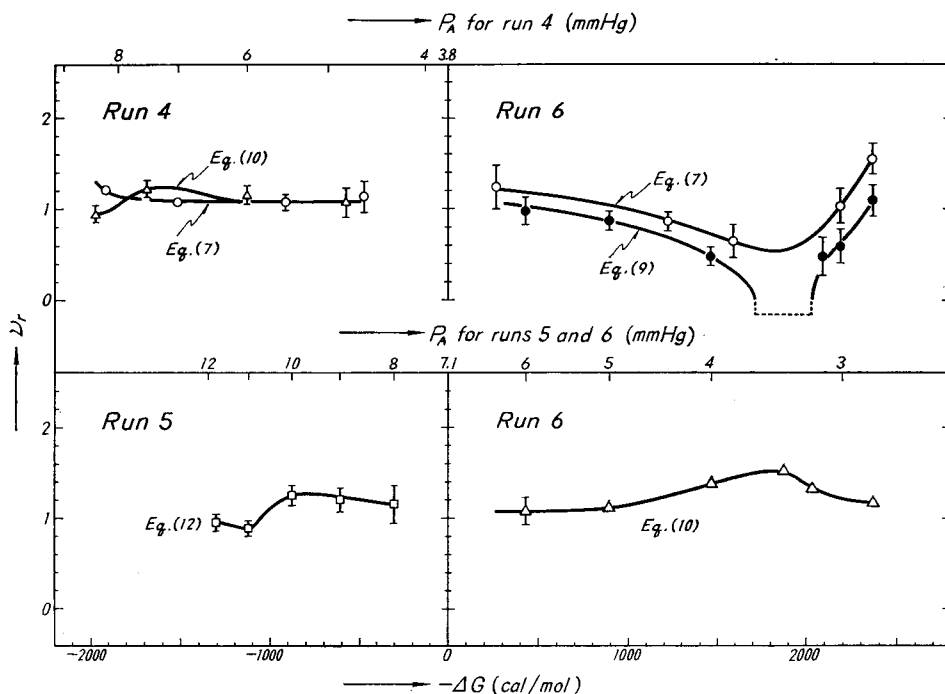 P_A for run 4 (mmHg)
8 6 4 3.8
Run 4 Run 6
2 1 0
Eq.(10)
Eq.(7)
Eq.(7)
Eq.(9)
ν_r
P_A for runs 5 and 6 (mmHg)
12 10 8 7.1 6 5 4 3
Run 5 Run 6
2 1 0
Eq.(12)
Eq.(10)
-2000 -1000 0 1000 2000
-ΔG (cal/mol)